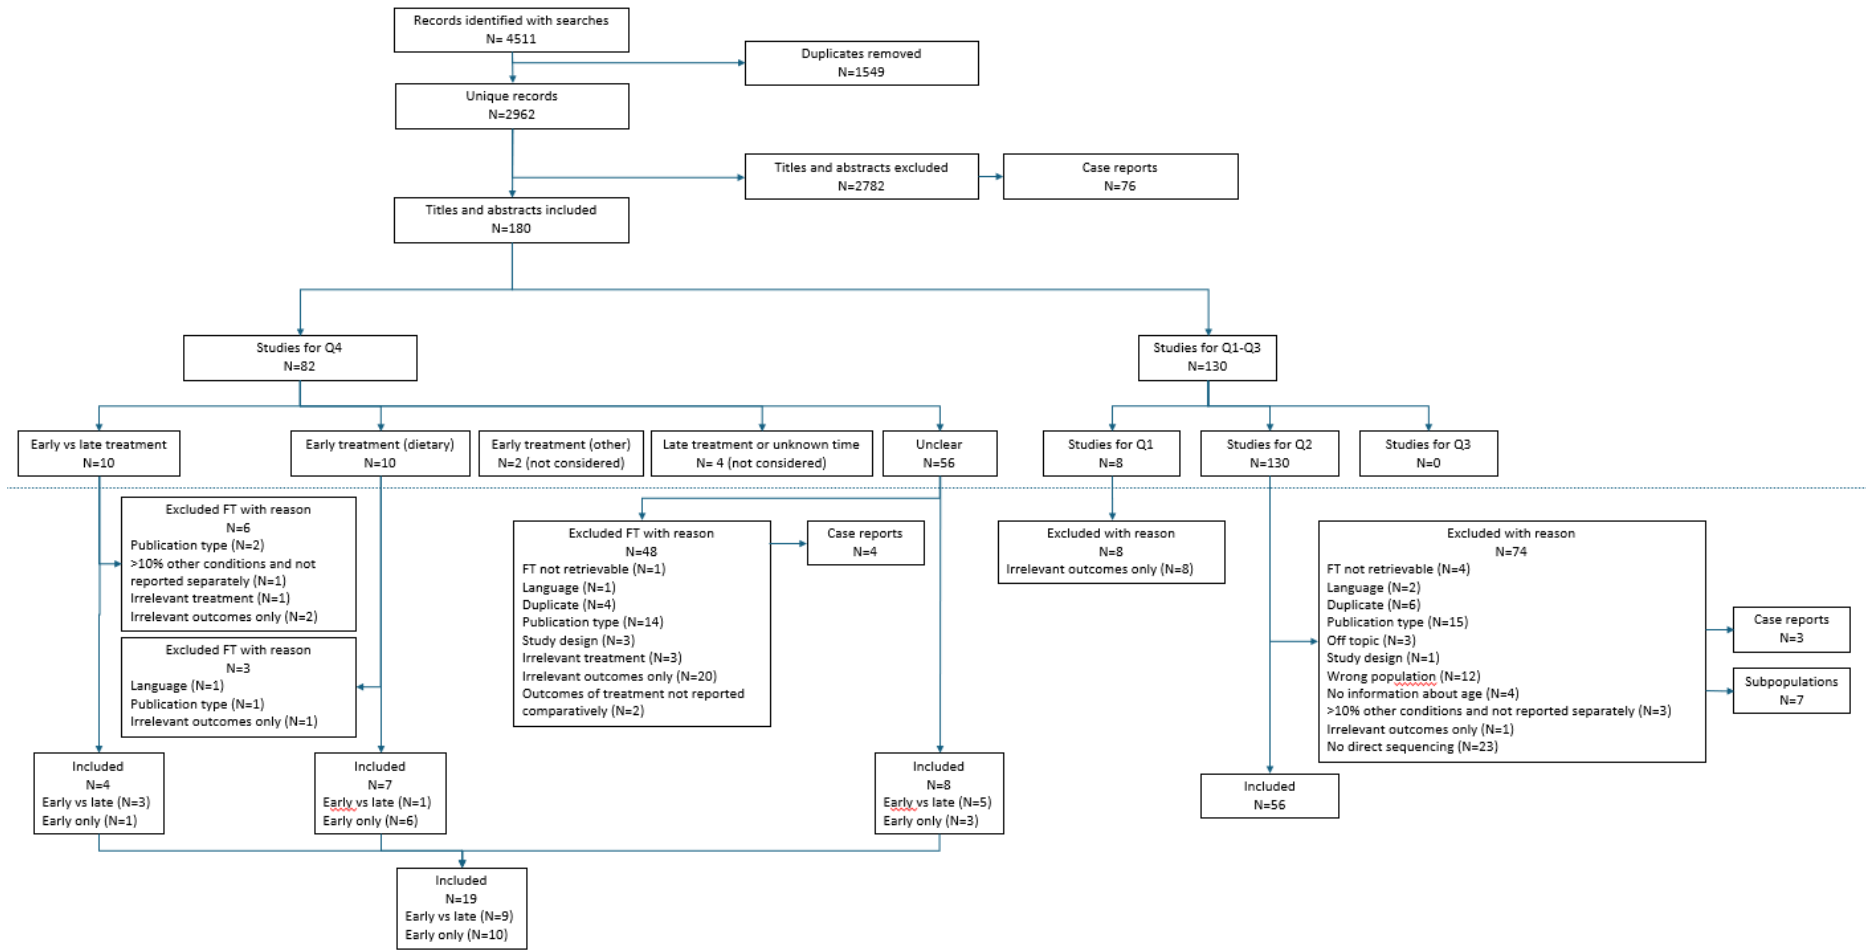 Records identified with searches
N= 4511
Duplicates removed
N=1549
Unique records
N=2962
Titles and abstracts excluded
N=2782
Case reports
N=76
Titles and abstracts included
N=180
Studies for Q4
N=82
Studies for Q1-Q3
N=130
Early vs late treatment
N=10
Early treatment (dietary)
N=10
Early treatment (other)
N=2 (not considered)
Late treatment or unknown time
N= 4 (not considered)
Unclear
N=56
Studies for Q1
N=8
Studies for Q2
N=130
Studies for Q3
N=0
Excluded FT with reason
N=6
Publication type (N=2)
>10% other conditions and not
reported separately (N=1)
Irrelevant treatment (N=1)
Irrelevant outcomes only (N=2)
Excluded FT with reason
N=3
Language (N=1)
Publication type (N=1)
Irrelevant outcomes only (N=1)
Excluded FT with reason
N=48
FT not retrievable (N=1)
Language (N=1)
Duplicate (N=4)
Publication type (N=14)
Study design (N=3)
Irrelevant treatment (N=3)
Irrelevant outcomes only (N=20)
Outcomes of treatment not reported
comparatively (N=2)
Case reports
N=4
Excluded with reason
N=8
Irrelevant outcomes only (N=8)
Excluded with reason
N=74
FT not retrievable (N=4)
Language (N=2)
Duplicate (N=6)
Publication type (N=15)
Off topic (N=3)
Study design (N=1)
Wrong population (N=12)
No information about age (N=4)
>10% other conditions and not reported separately (N=3)
Irrelevant outcomes only (N=1)
No direct sequencing (N=23)
Case reports
N=3
Subpopulations
N=7
Included
N=4
Early vs late (N=3)
Early only (N=1)
Included
N=7
Early vs late (N=1)
Early only (N=6)
Included
N=8
Early vs late (N=5)
Early only (N=3)
Included
N=56
Included
N=19
Early vs late (N=9)
Early only (N=10)